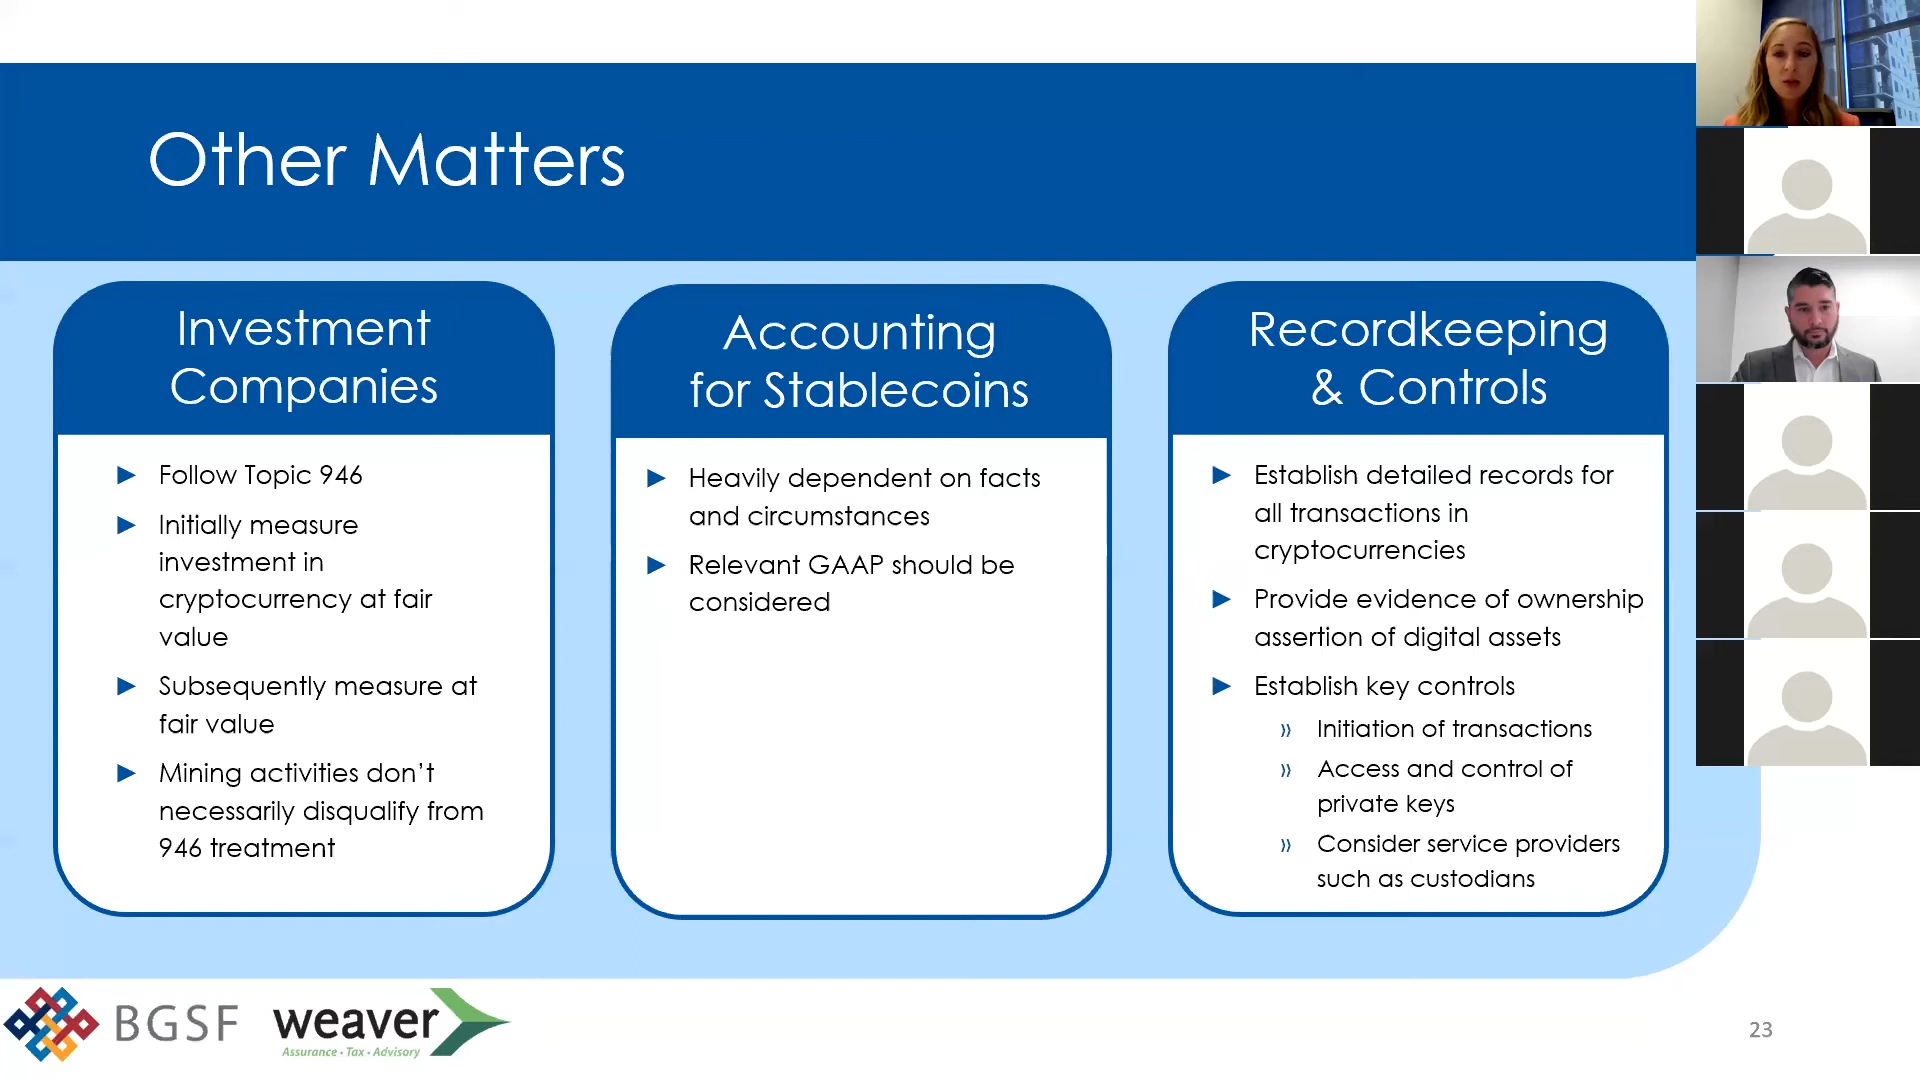 Other Matters
Investment
Companies
► Follow Topic 946
► Initially measure
investment in
cryptocurrency at fair
value
► Subsequently measure at
fair value
► Mining activities don’t
necessarily disqualify from
946 treatment
Accounting
for Stablecoins
► Heavily dependent on facts
and circumstances
► Relevant GAAP should be
considered
Recordkeeping
& Controls
► Establish detailed records for
all transactions in
cryptocurrencies
► Provide evidence of ownership
assertion of digital assets
► Establish key controls
» Initiation of transactions
» Access and control of
private keys
» Consider service providers
such as custodians
BGSF
weaver
Assurance • Tax • Advisory
23